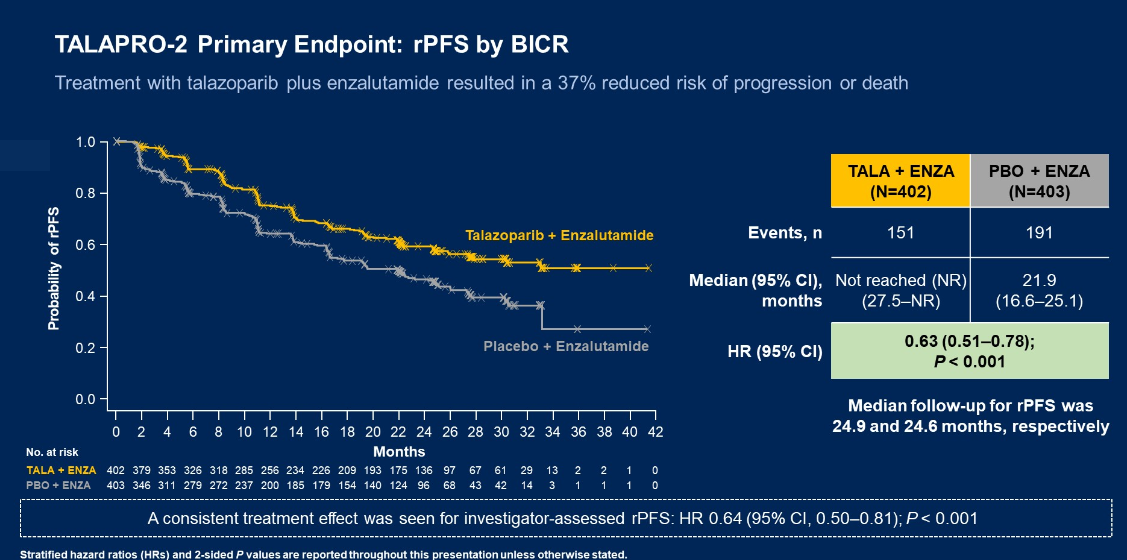 TALAPRO-2 Primary Endpoint: rPFS by BICR
Treatment with talazoparib plus enzalutamide resulted in a 37% reduced risk of progression or death
Probability of rPFS
1.0
0.8
0.6
0.4
0.2
0.0
Talazoparib + Enzalutamide
Placebo + Enzalutamide
0 2 4 6 8 10 12 14 16 18 20 22 24 26 28 30 32 34 36 38 40 42
Months
No. at risk
TALA + ENZA 402 379 353 326 318 285 256 234 226 209 193 175 136 97 67 61 29 13 2 2 1 0
PBO + ENZA 403 346 311 279 272 237 200 185 179 154 140 124 96 68 43 42 14 3 1 1 1 0
TALA + ENZA (N=402)
PBO + ENZA (N=403)
Events, n 151 191
Median (95% CI), months
Not reached (NR) (27.5–NR)
21.9 (16.6–25.1)
HR (95% CI)
0.63 (0.51–0.78);
P < 0.001
Median follow-up for rPFS was
24.9 and 24.6 months, respectively
A consistent treatment effect was seen for investigator-assessed rPFS: HR 0.64 (95% CI, 0.50–0.81); P < 0.001
Stratified hazard ratios (HRs) and 2-sided P values are reported throughout this presentation unless otherwise stated.